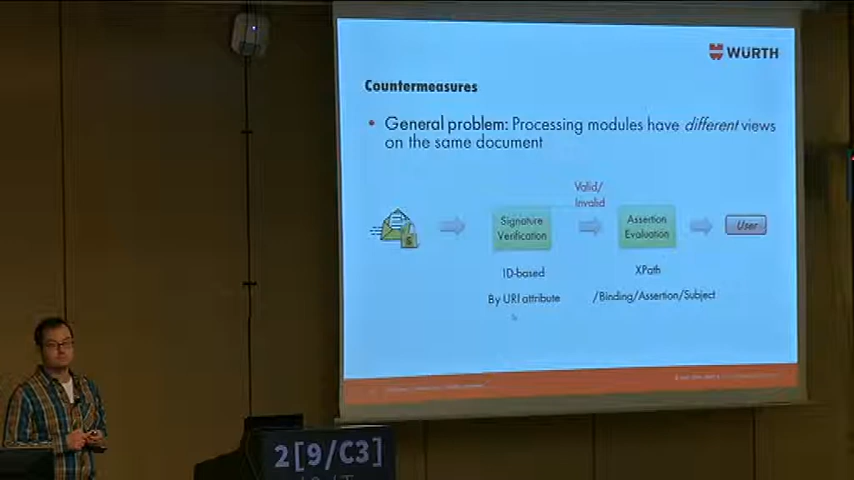 WÜRTH
Countermeasures
• General problem: Processing modules have different views
on the same document
Valid/
Invalid
Signature
Verification
Assertion
Evaluation
User
ID-based
XPath
By URI attribute
/Binding/Assertion/Subject
2[9/C3]